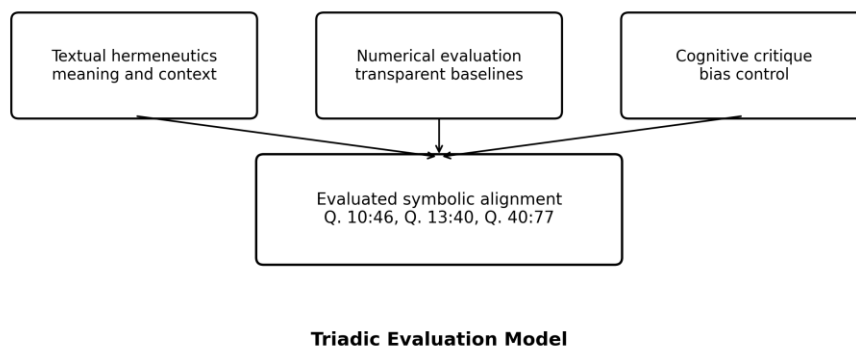 Textual hermeneutics
meaning and context
Numerical evaluation
transparent baselines
Cognitive critique
bias control
Evaluated symbolic alignment
Q. 10:46, Q. 13:40, Q. 40:77
Triadic Evaluation Model